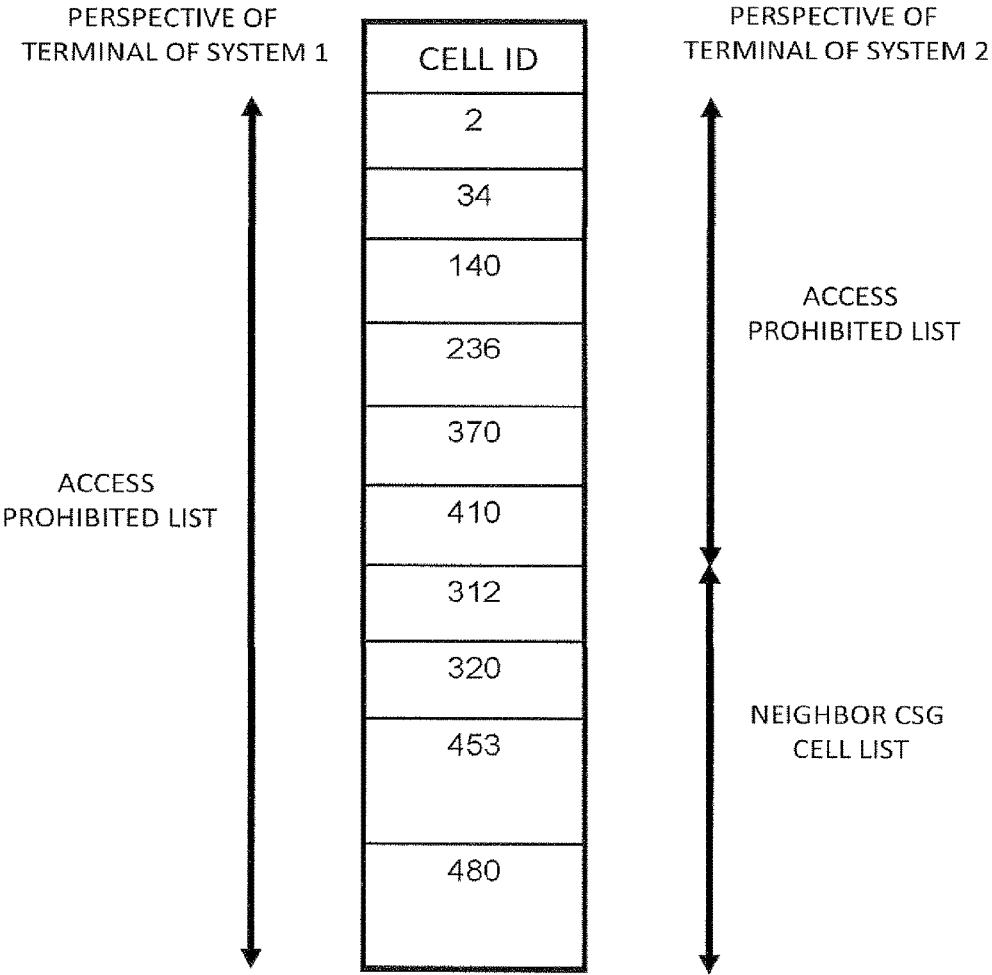 PERSPECTIVE OF
TERMINAL OF SYSTEM 1
CELL ID
PERSPECTIVE OF
TERMINAL OF SYSTEM 2
2
34
140
236
370
410
312
320
453
480
ACCESS
PROHIBITED LIST
ACCESS
PROHIBITED LIST
NEIGHBOR CSG
CELL LIST